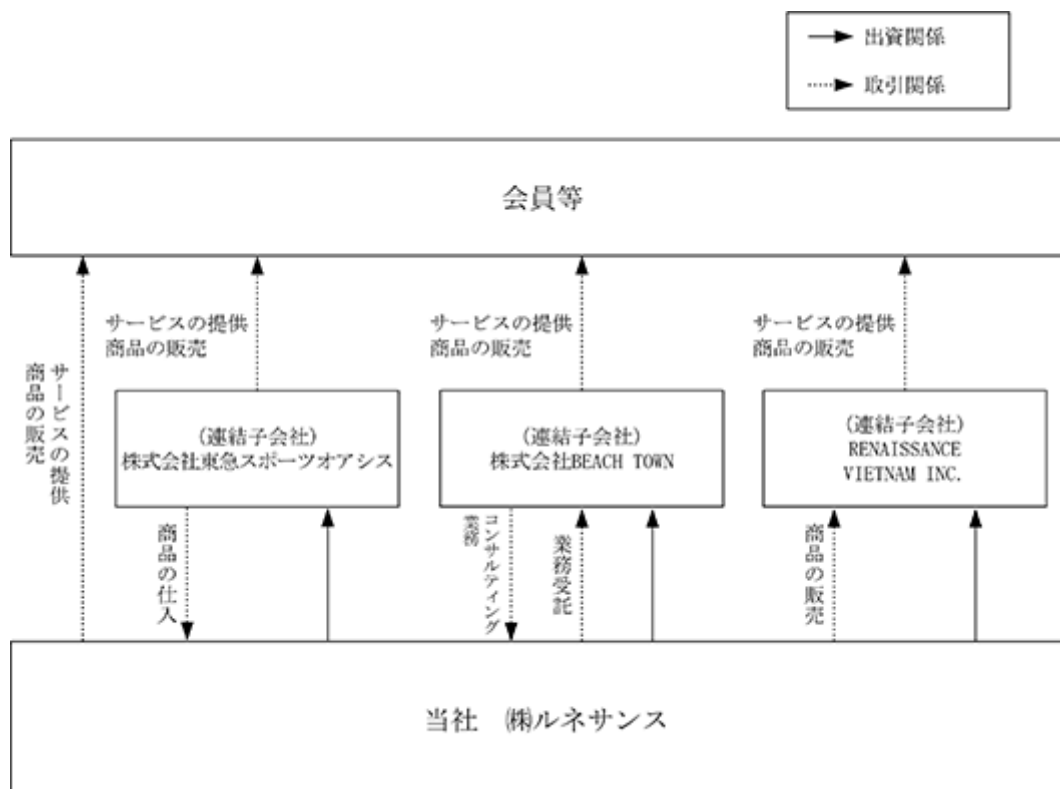 出資関係
取引関係
会員等
サービスの提供
商品の販売
サービスの提供
商品の販売
サービスの提供
商品の販売
サービスの提供
商品の販売
(連結子会社)
株式会社東急スポーツオアシス
(連結子会社)
株式会社BEACH TOWN
(連結子会社)
RENAISSANCE
VIETNAM INC.
商品の仕入
コンサルティング
業務
業務受託
商品の販売
当社 ㈱ルネサンス